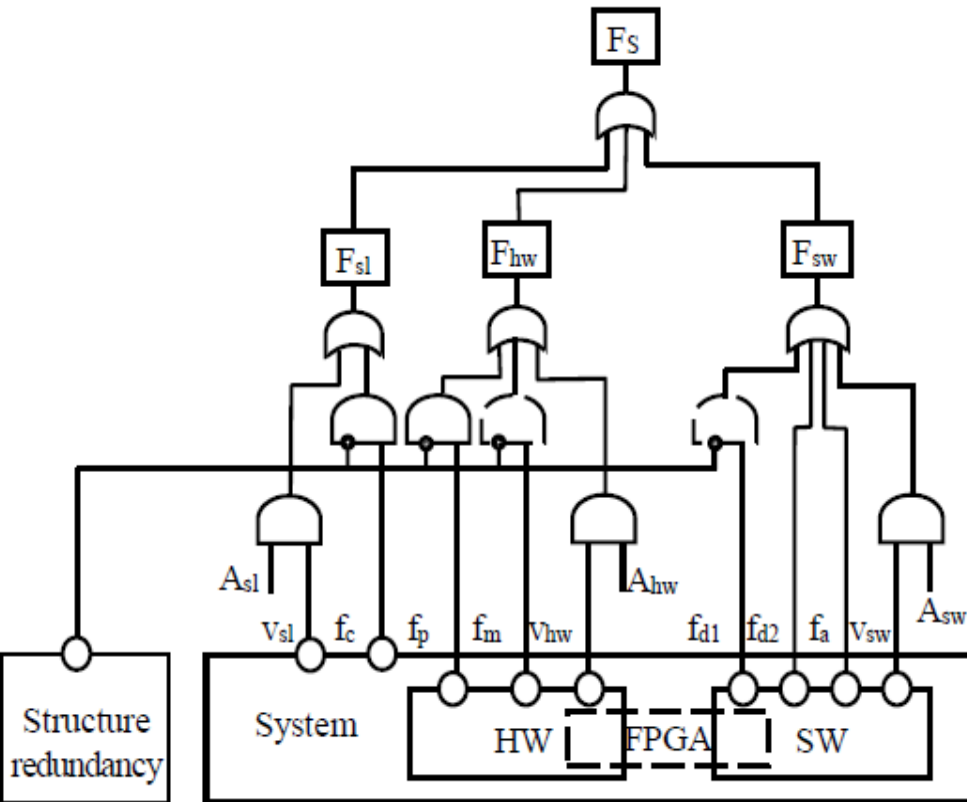 FS
Fsl
Fhw
Fsw
Asl
Ahw
Asw
vsl
fc
fp
fm
vhw
fd1
fd2
fa
vsw
Structure
redundancy
System
HW
FPGA
SW